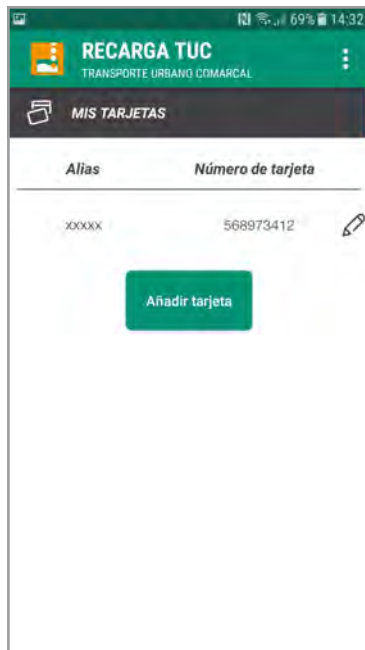 69% 14:32
RECARGA TUC
TRANSPORTE URBANO COMARCAL
MIS TARJETAS
Alias Número de tarjeta
xxxxx 568973412
Añadir tarjeta